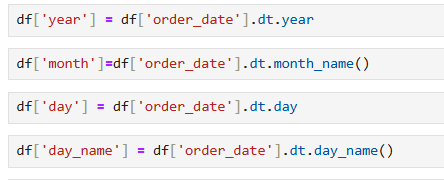 df['year'] = df['order_date'].dt.year
df['month']=df['order_date'].dt.month_name()
df['day'] = df['order_date'].dt.day
df['day_name'] = df['order_date'].dt.day_name()